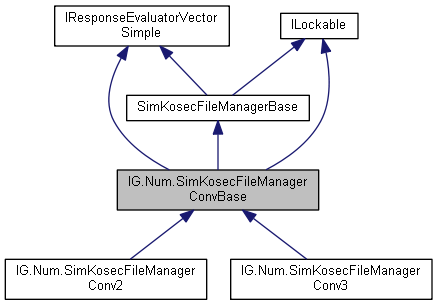 IResponseEvaluatorVector
Simple
ILockable
SimKosecFileManagerBase
IG.Num.SimKosecFileManager
ConvBase
IG.Num.SimKosecFileManager
Conv2
IG.Num.SimKosecFileManager
Conv3